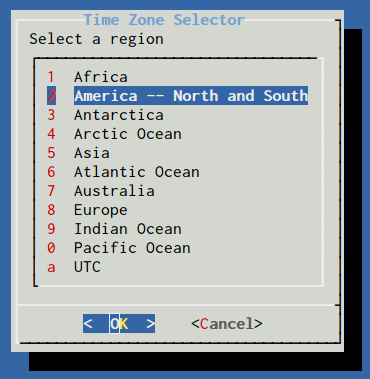 Time Zone Selector
Select a region
1 Africa
2 America -- North and South
3 Antarctica
4 Arctic Ocean
5 Asia
6 Atlantic Ocean
7 Australia
8 Europe
9 Indian Ocean
0 Pacific Ocean
a UTC
< OK > <Cancel>